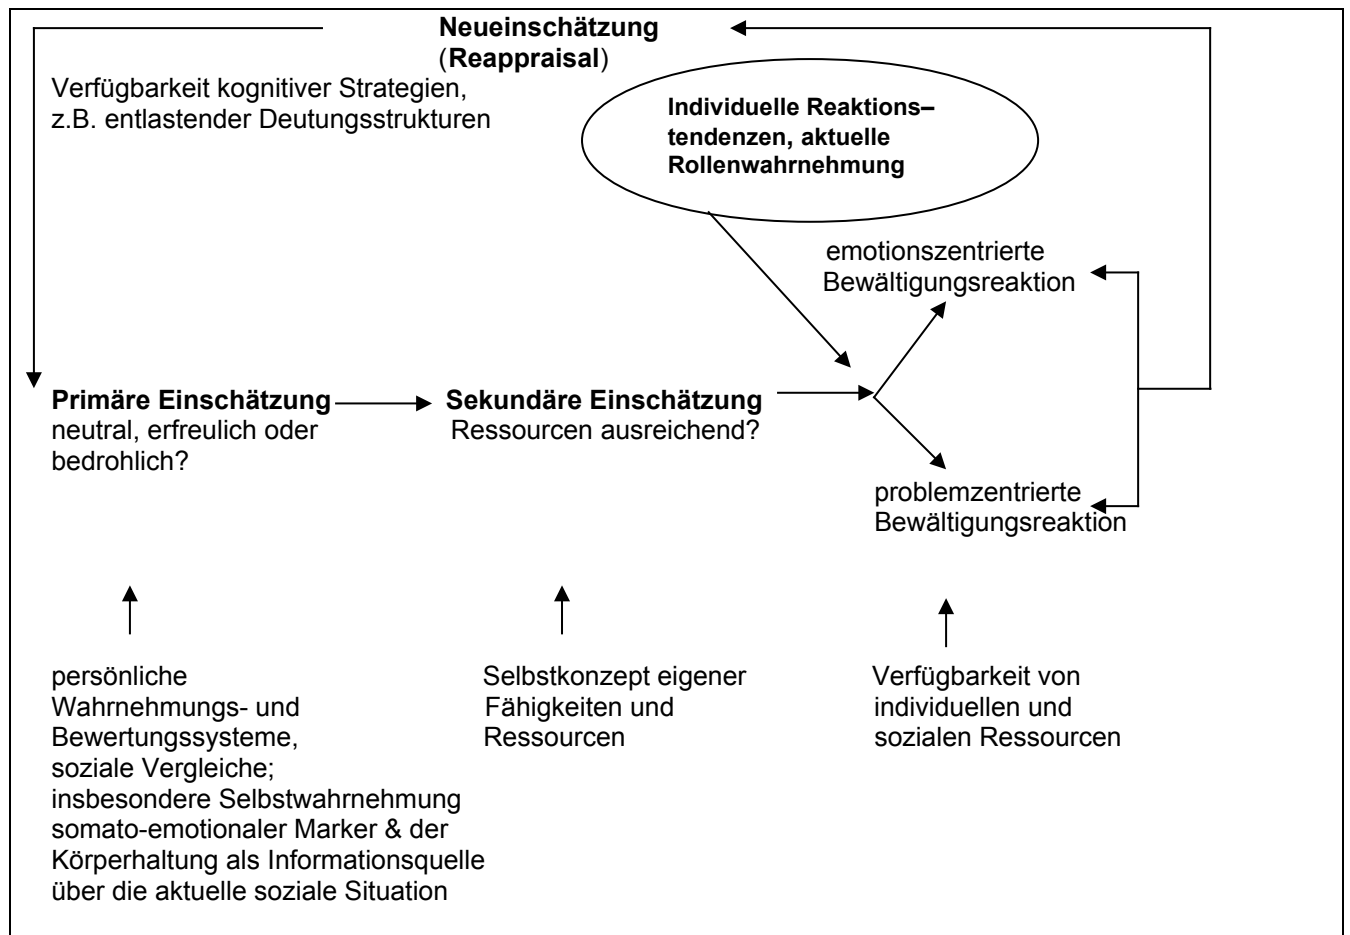 Neueinschätzung
(Reappraisal)
Verfügbarkeit kognitiver Strategien,
z.B. entlastender Deutungsstrukturen
Individuelle Reaktions–
tendenzen, aktuelle
Rollenwahrnehmung
emotionszentrierte
Bewältigungsreaktion
Primäre Einschätzung
neutral, erfreulich oder
bedrohlich?
Sekundäre Einschätzung
Ressourcen ausreichend?
problemzentrierte
Bewältigungsreaktion
persönliche
Wahrnehmungs- und
Bewertungssysteme,
soziale Vergleiche;
insbesondere Selbstwahrnehmung
somato-emotionaler Marker & der
Körperhaltung als Informationsquelle
über die aktuelle soziale Situation
Selbstkonzept eigener
Fähigkeiten und
Ressourcen
Verfügbarkeit von
individuellen und
sozialen Ressourcen